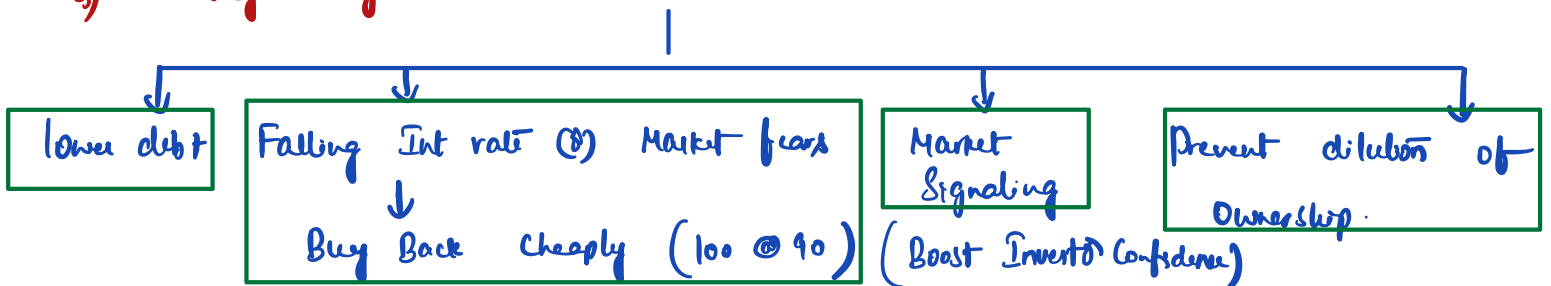 lower debt
Falling Int rate (or) Market fears
Buy Back Cheaply (100 @ 90)
Market
Signaling
(Boost Investor Confidence)
Prevent dilution of
Ownership.